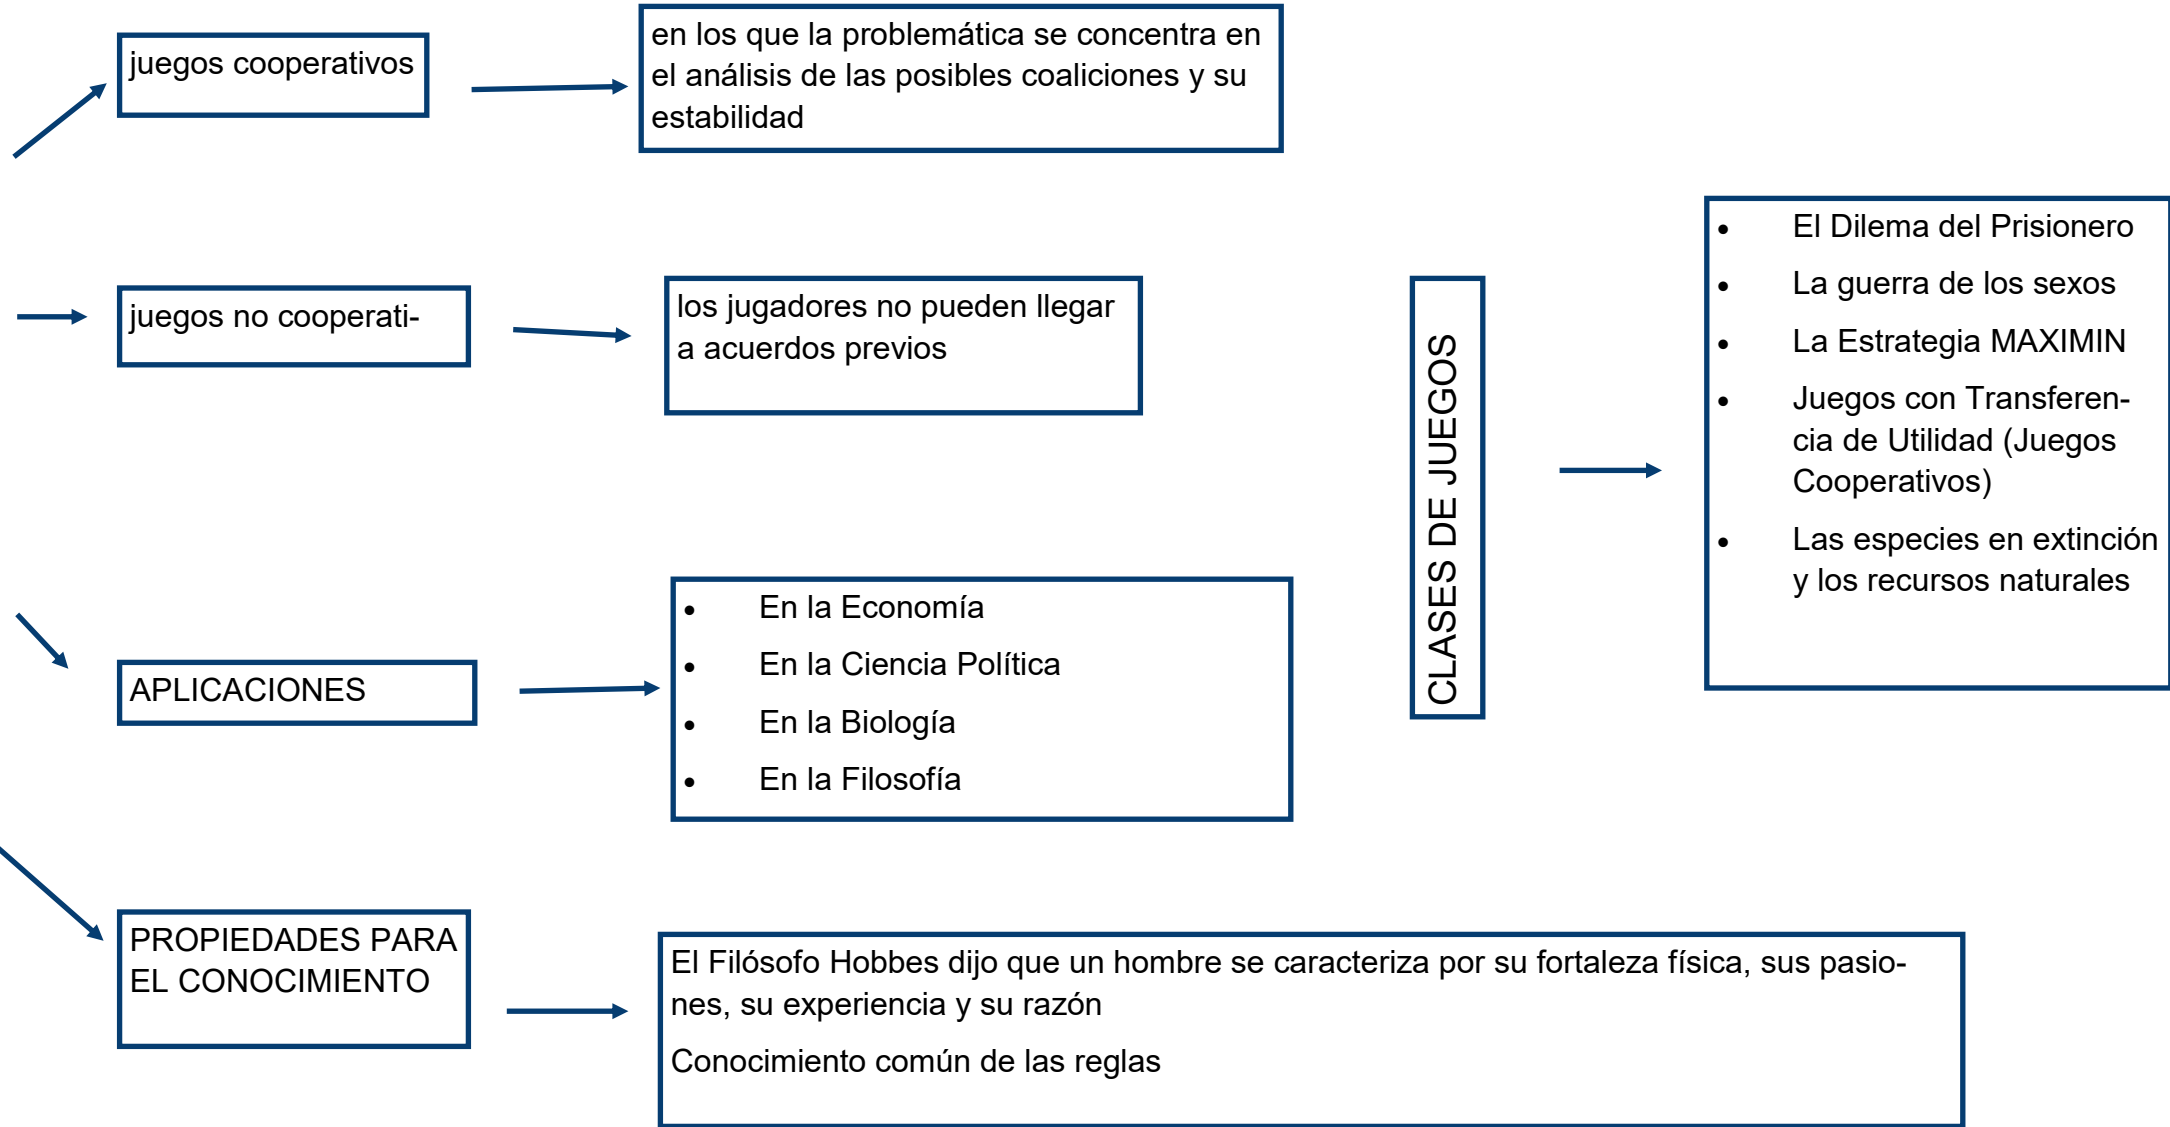 juegos cooperativos
en los que la problemática se concentra en
el análisis de las posibles coaliciones y su
estabilidad
juegos no cooperati-
los jugadores no pueden llegar
a acuerdos previos
APLICACIONES
• En la Economía
• En la Ciencia Política
• En la Biología
• En la Filosofía
PROPIEDADES PARA
EL CONOCIMIENTO
El Filósofo Hobbes dijo que un hombre se caracteriza por su fortaleza física, sus pasio-
nes, su experiencia y su razón
Conocimiento común de las reglas
CLASES DE JUEGOS
• El Dilema del Prisionero
• La guerra de los sexos
• La Estrategia MAXIMIN
• Juegos con Transferen-
cia de Utilidad (Juegos
Cooperativos)
• Las especies en extinción
y los recursos naturales